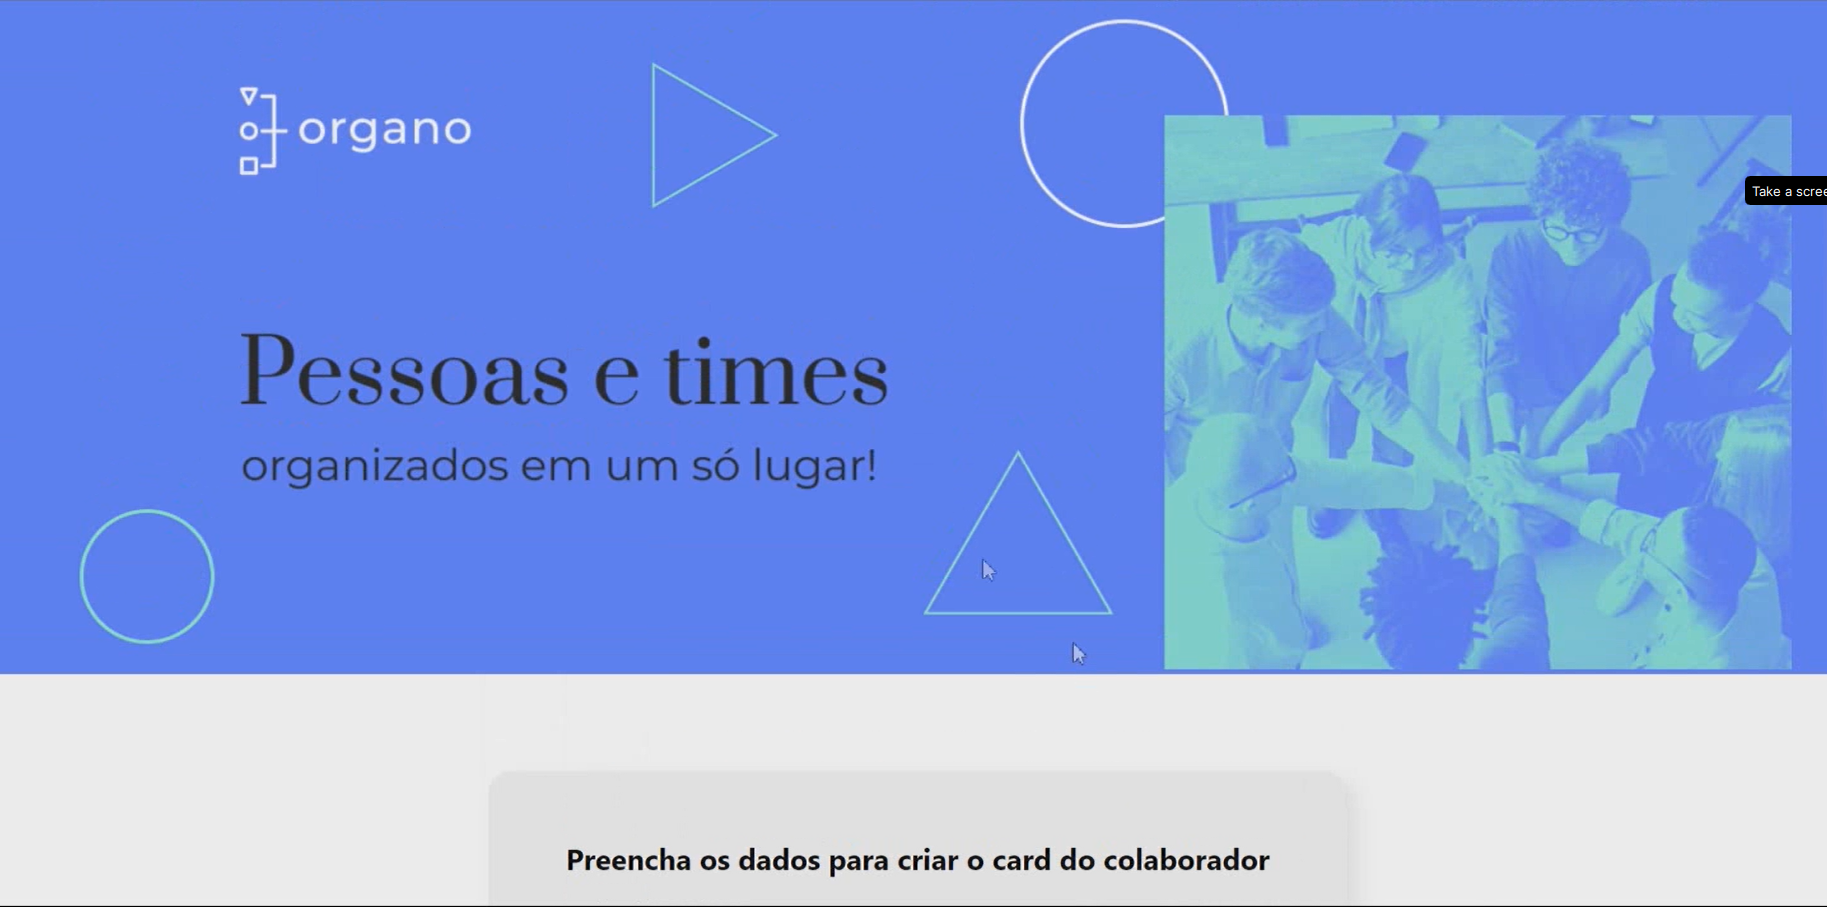 organo
Take a scree
Pessoas e times
organizados em um só lugar!
Preencha os dados para criar o card do colaborador